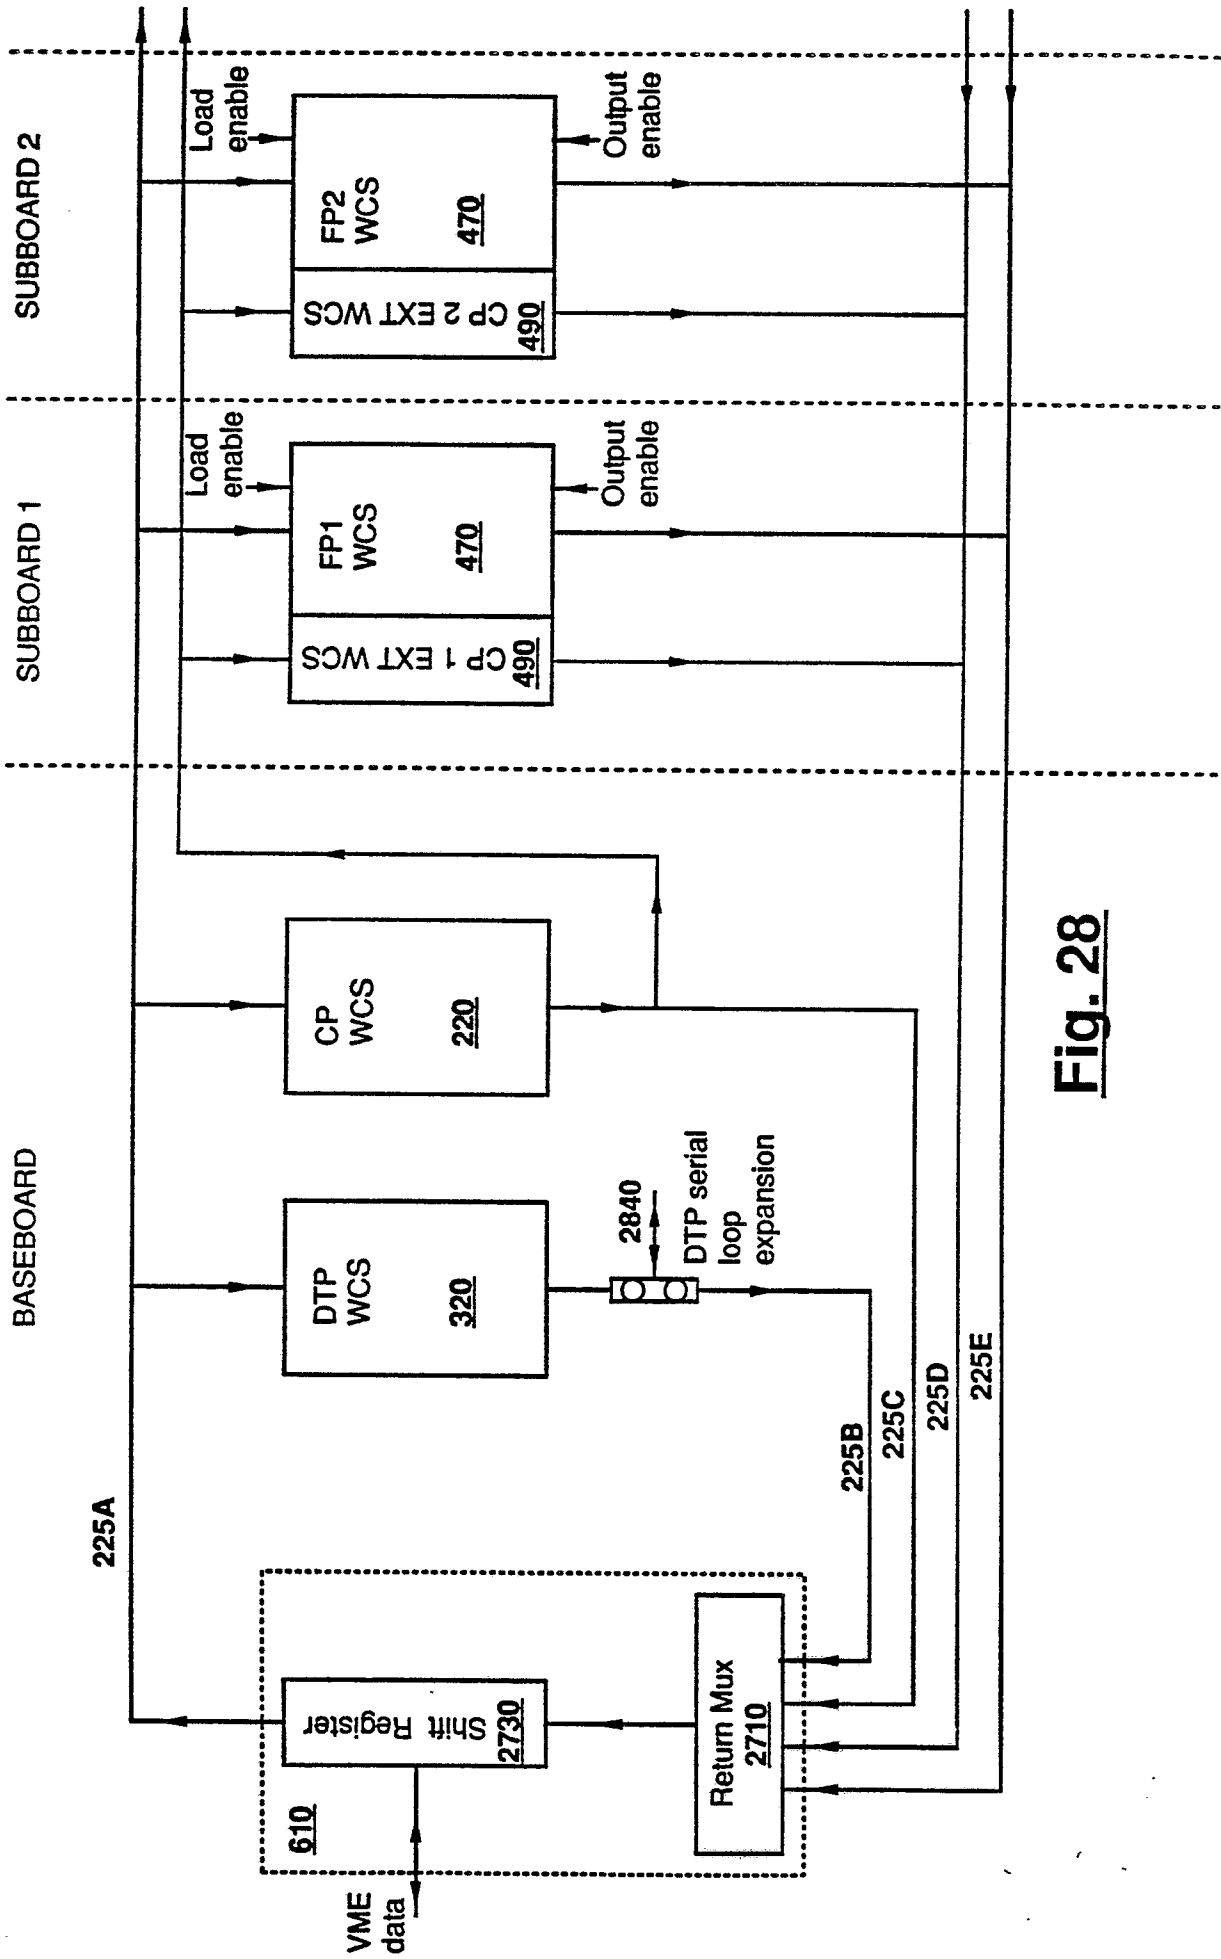 BASEBOARD
SUBBOARD 1
SUBBOARD 2
225A
610
VME
data
Shift Register
2730
Return Mux
2710
DTP
WCS
320
2840
DTP serial
loop
expansion
CP
WCS
220
225B
225C
225D
225E
CP 1 EXT WCS
490
FP1
WCS
470
Load
enable
Output
enable
CP 2 EXT WCS
490
FP2
WCS
470
Load
enable
Output
enable
Fig. 28